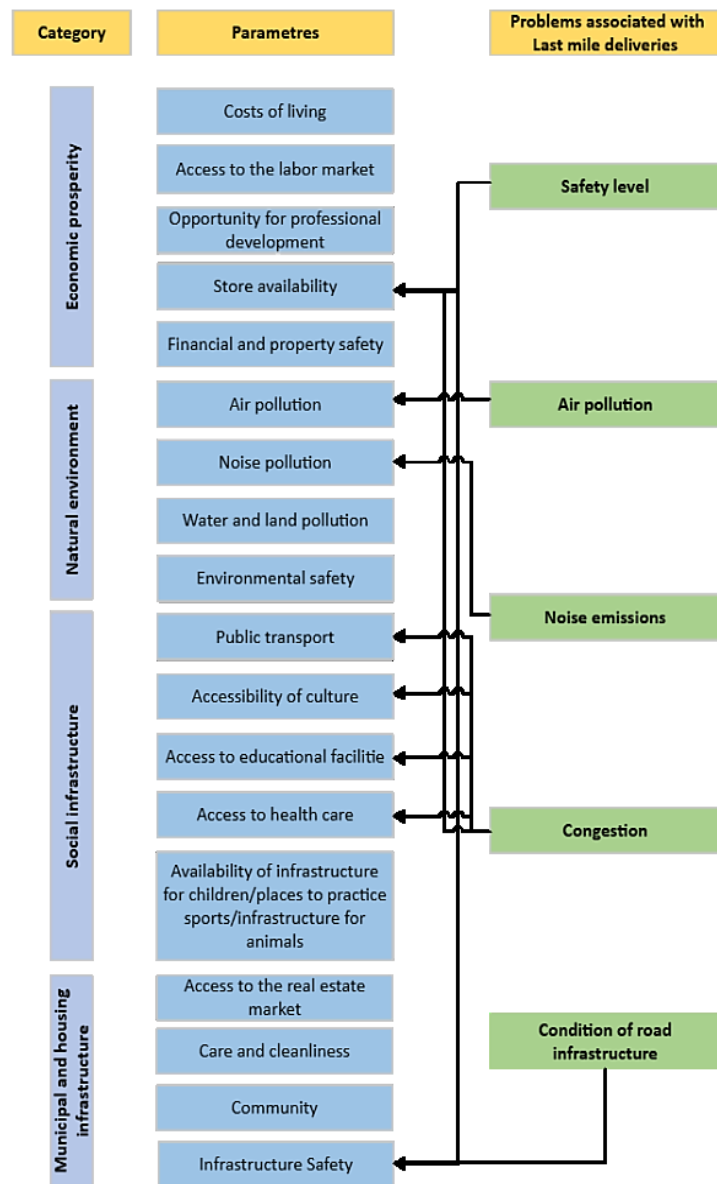 Category
Parametres
Problems associated with
Last mile deliveries
Economic prosperity
Costs of living
Access to the labor market
Opportunity for professional
development
Store availability
Financial and property safety
Safety level
Natural environment
Air pollution
Noise pollution
Water and land pollution
Environmental safety
Air pollution
Noise emissions
Social infrastructure
Public transport
Accessibility of culture
Access to educational facilitie
Access to health care
Availability of infrastructure
for children/places to practice
sports/infrastructure for
animals
Congestion
Municipal and housing
infrastructure
Access to the real estate
market
Care and cleanliness
Community
Infrastructure Safety
Condition of road
infrastructure